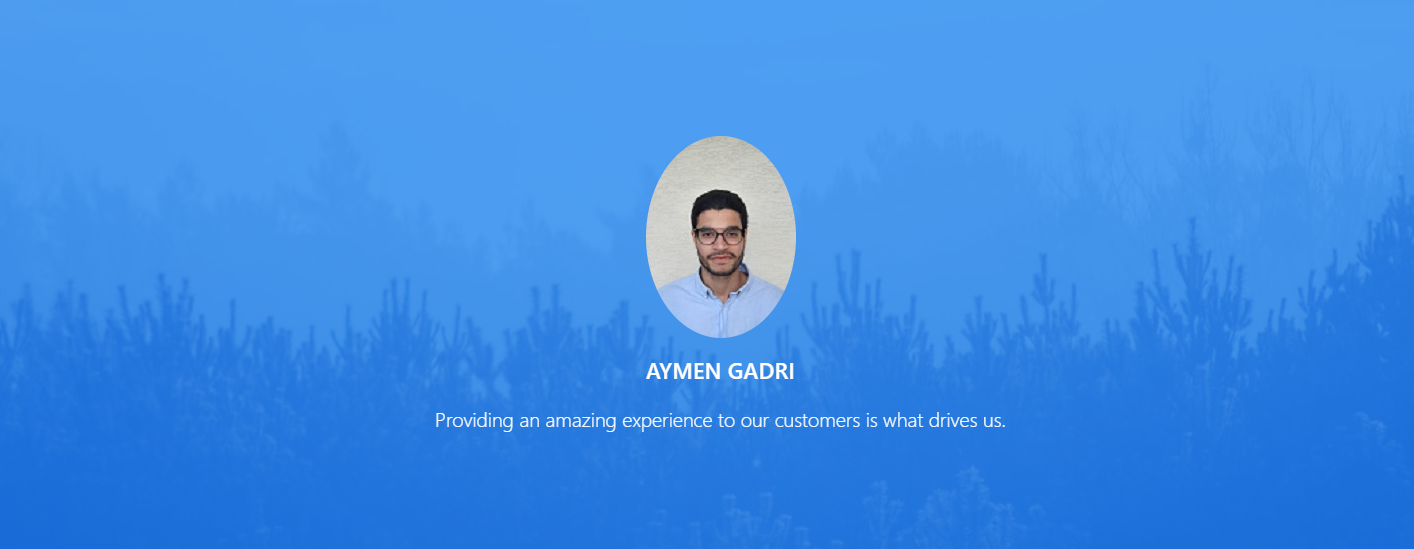 AYMEN GADRI
Providing an amazing experience to our customers is what drives us.